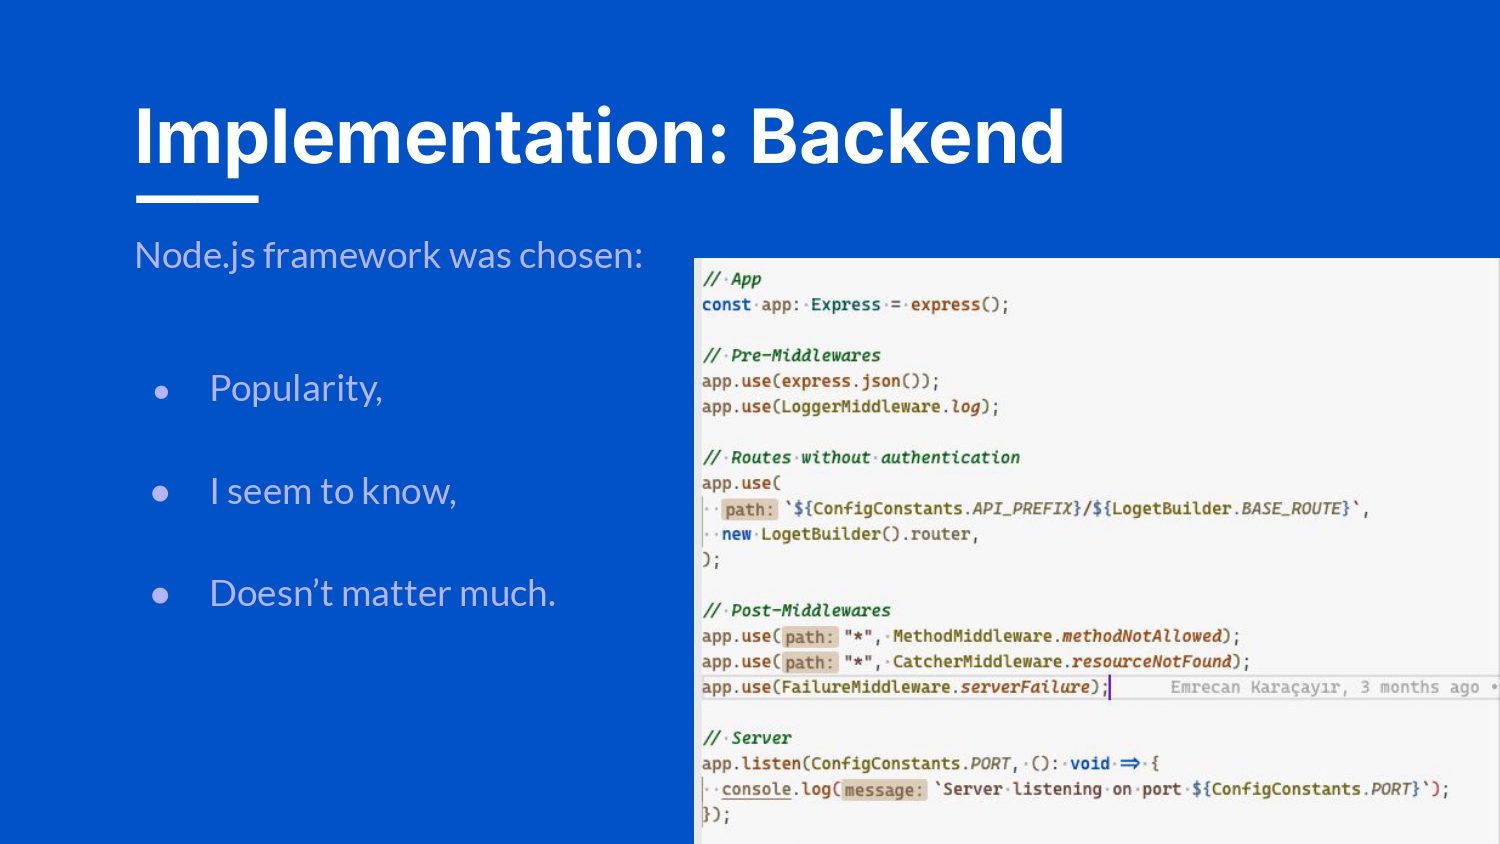 Implementation: Backend
Node.js framework was chosen:
● Popularity,
● I seem to know,
● Doesn’t matter much.
// App
const app: Express = express();
// Pre-Middlewares
app.use(express.json());
app.use(LoggerMiddleware.log);
// Routes without authentication
app.use(
path: `${ConfigConstants.API_PREFIX}/${LogetBuilder.BASE_ROUTE}`,
new LogetBuilder().router,
);
// Post-Middlewares
app.use(path: "*", MethodMiddleware.methodNotAllowed);
app.use(path: "*", CatcherMiddleware.resourceNotFound);
app.use(FailureMiddleware.serverFailure); Emrecan Karaçayır, 3 months ago •
// Server
app.listen(ConfigConstants.PORT, (): void => {
console.log(message: `Server listening on port ${ConfigConstants.PORT}`);
});